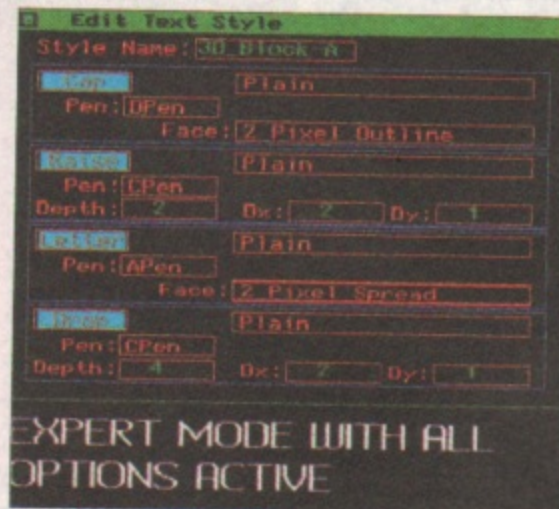 Edit Text Style
Style Name: 3D Block A
Cap Plain
Pen: DPen
Face: 2 Pixel Outline
Raise Plain
Pen: CPen
Depth: 2 Dx: 2 Dy: 1
Letter Plain
Pen: APen
Face: 2 Pixel Spread
Drop Plain
Pen: CPen
Depth: 4 Dx: 2 Dy: 1
EXPERT MODE WITH ALL
OPTIONS ACTIVE